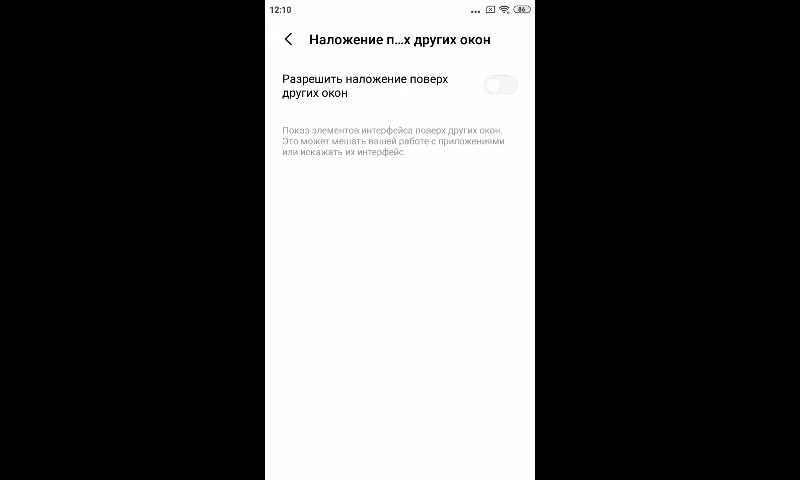 12:10
86
Наложение п...х других окон
Разрешить наложение поверх
других окон
Показ элементов интерфейса поверх других окон.
Это может мешать вашей работе с приложениями
или искажать их интерфейс.